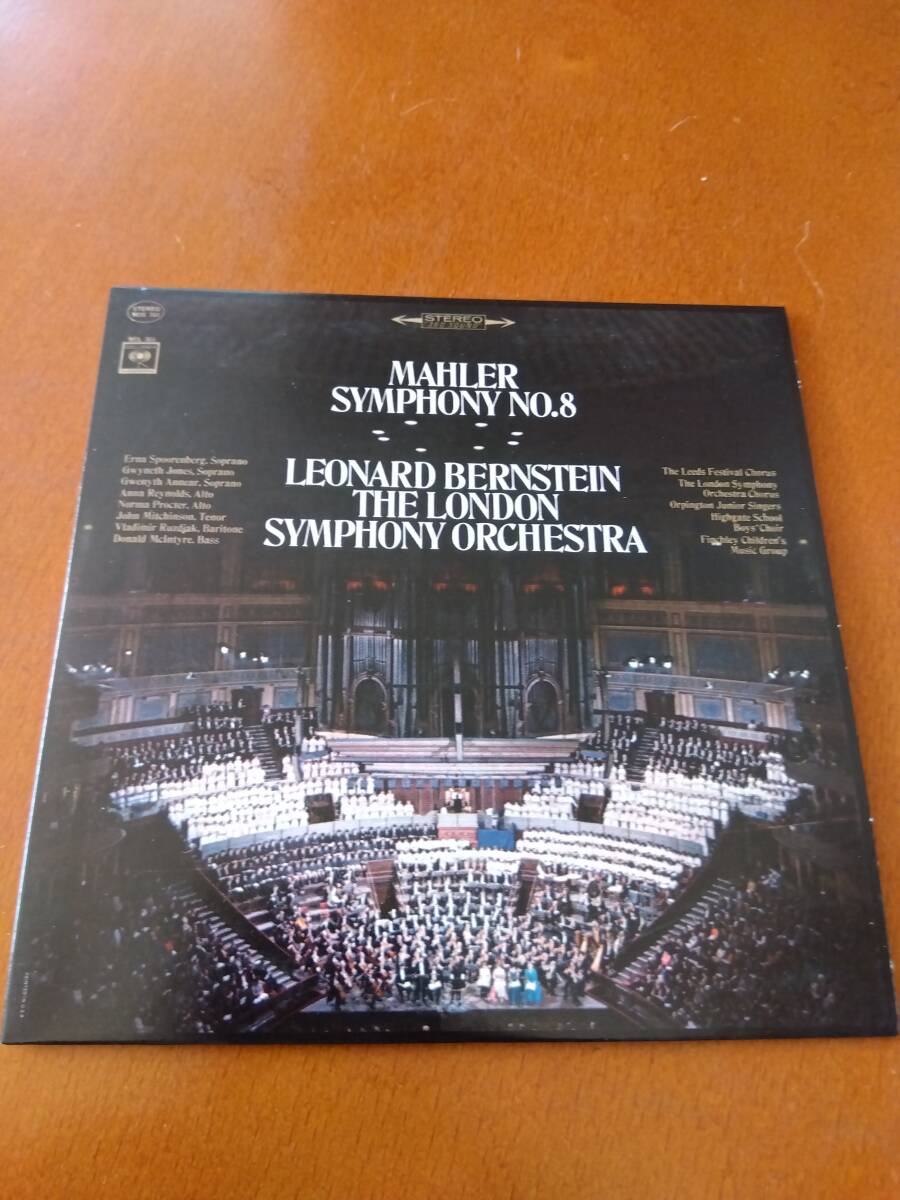 STEREO
STEREO
MAHLER
SYMPHONY NO.8
LEONARD BERNSTEIN
THE LONDON
SYMPHONY ORCHESTRA
Erna Spoorenberg, Soprano
Gwyneth Jones, Soprano
Gwenyth Annear, Soprano
Anna Reynolds, Alto
Norma Procter, Alto
John Mitchinson, Tenor
Vladimir Ruzdjak, Baritone
Donald McIntyre, Bass
The Leeds Festival Chorus
The London Symphony
Orchestra Chorus
Orpington Junior Singers
Highgate School
Boys' Choir
Finchley Children's
Music Group